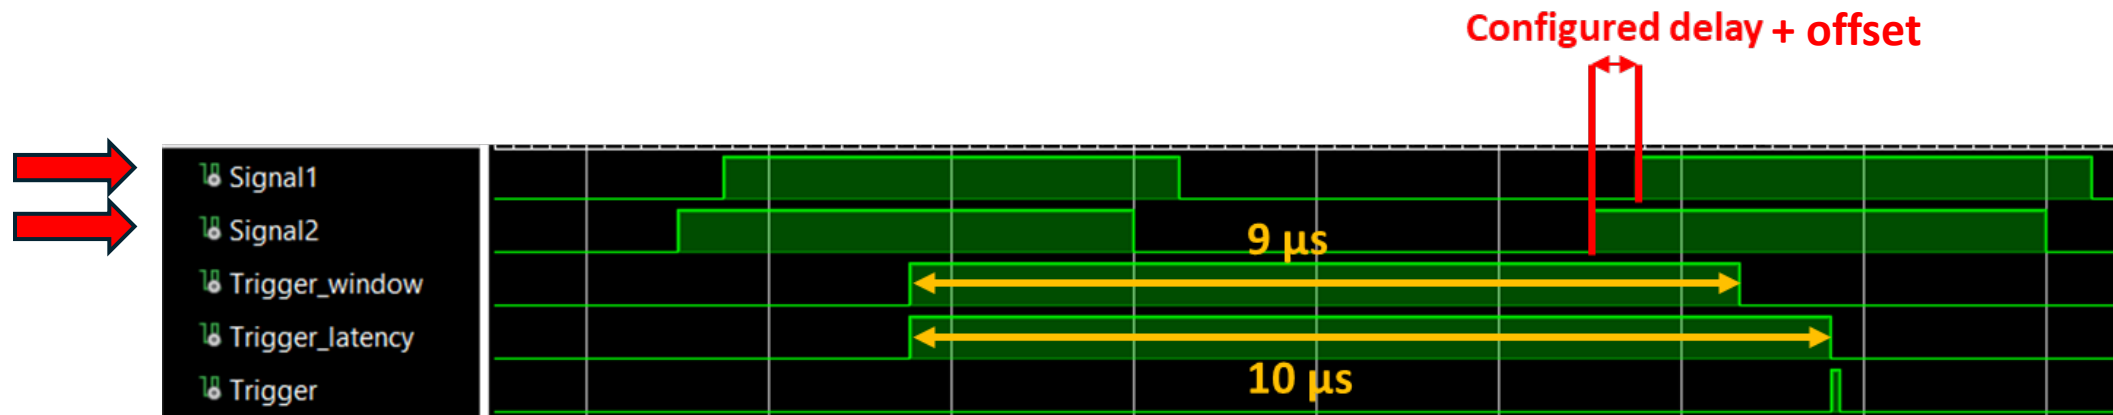 Configured delay + offset
Signal1
Signal2
9 µs
Trigger_window
Trigger_latency
10 µs
Trigger